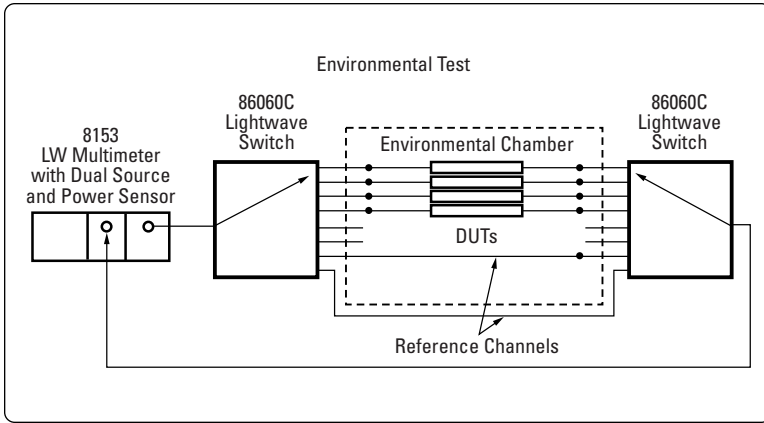 Environmental Test
8153
LW Multimeter
with Dual Source
and Power Sensor
86060C
Lightwave
Switch
Environmental Chamber
DUTs
86060C
Lightwave
Switch
Reference Channels